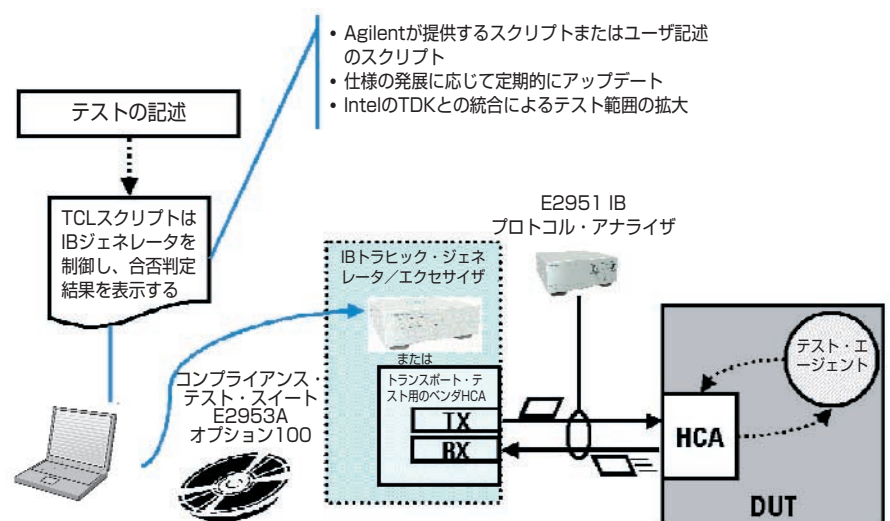 • Agilentが提供するスクリプトまたはユーザ記述
のスクリプト
• 仕様の発展に応じて定期的にアップデート
• IntelのTDKとの統合によるテスト範囲の拡大
テストの記述
TCLスクリプトは
IBジェネレータを
制御し、合否判定
結果を表示する
E2951 IB
プロトコル・アナライザ
IBトラヒック・ジェネ
レータ／エクセサイザ
または
トランスポート・テ
スト用のベンダHCA
TX
RX
コンプライアンス・
テスト・スイート
E2953A
オプション100
テスト・エ
ージェント
HCA
DUT